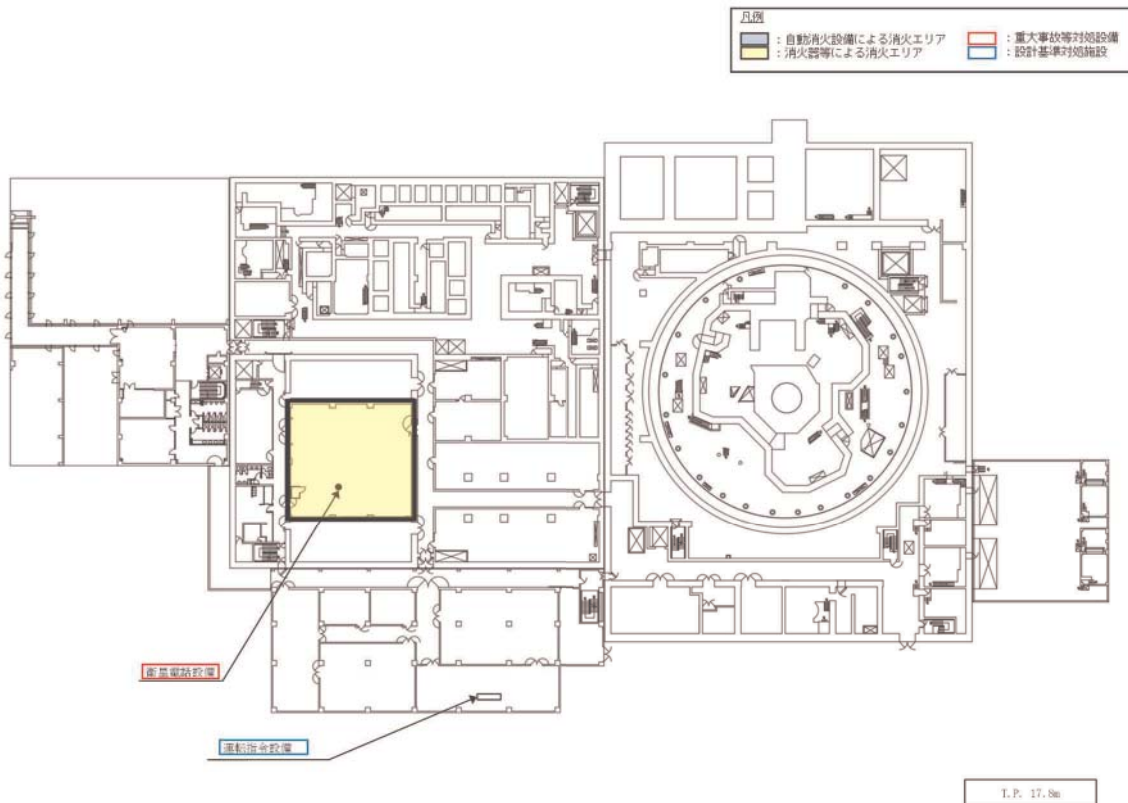 凡例
：自動消火設備による消火エリア
：重大事故等対処設備
：消火器等による消火エリア
：設計基準対処施設
衛星電話設備
運転指令設備
T.P. 17.8m